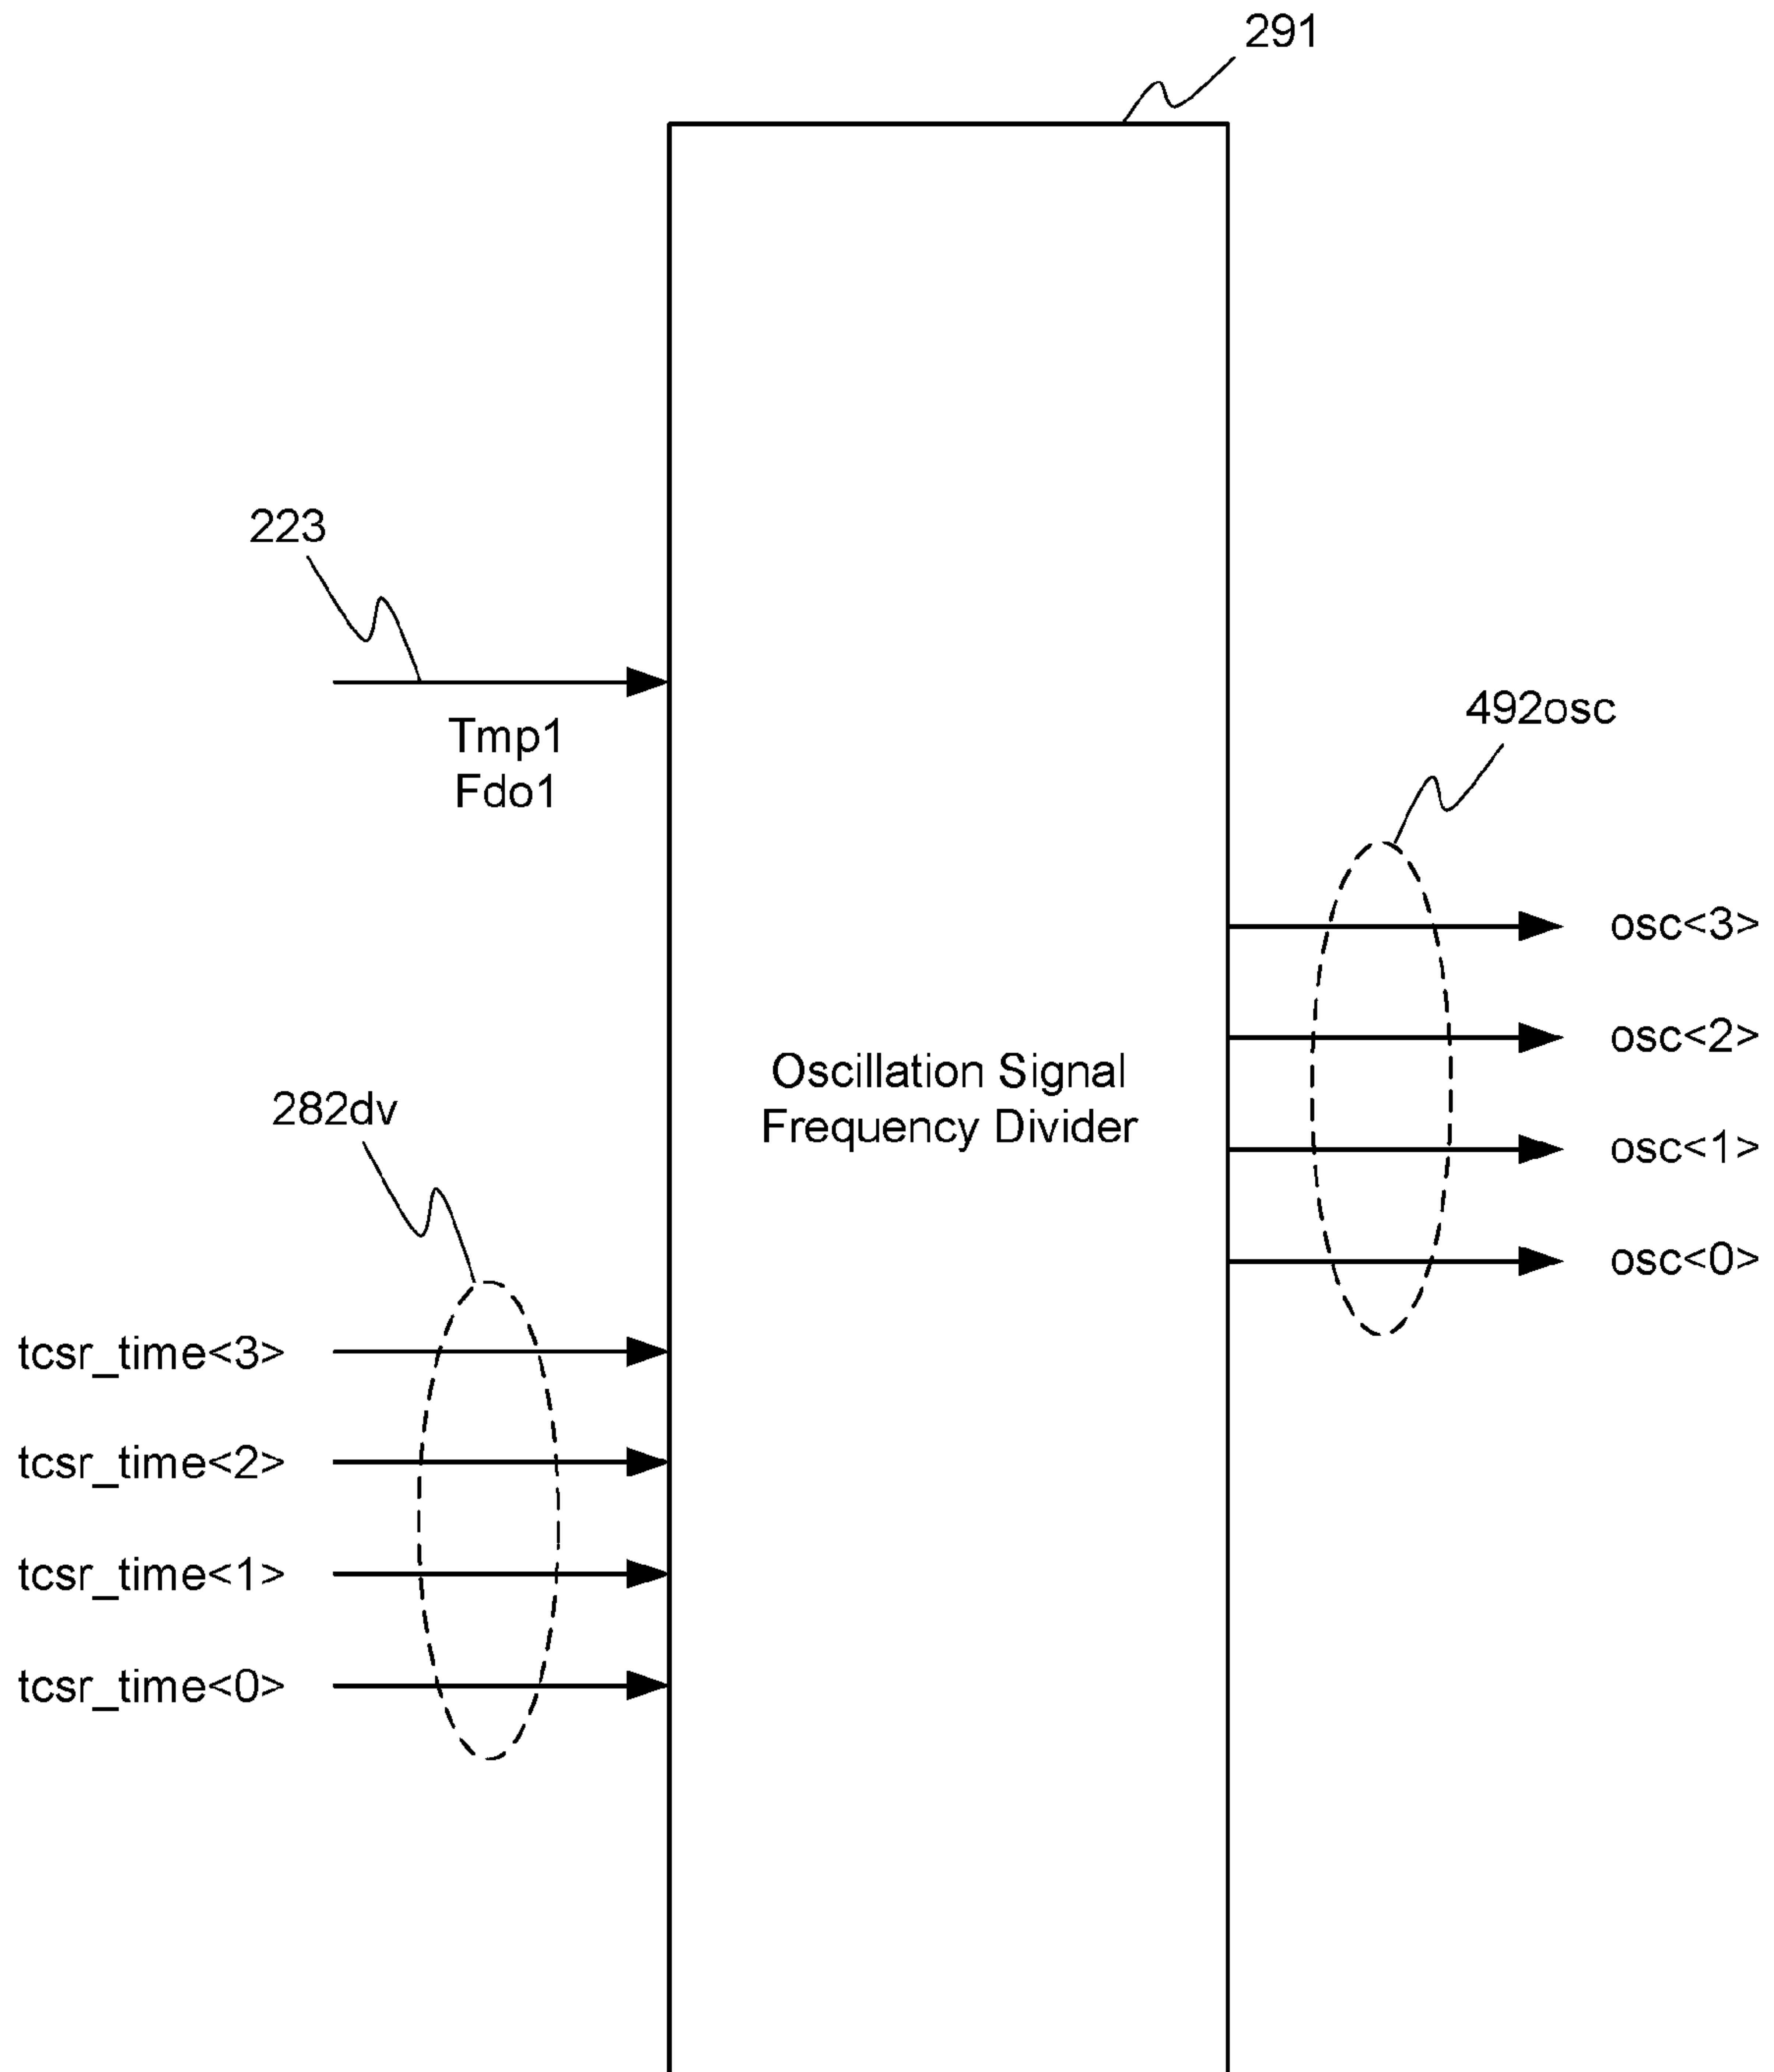 291
223
Tmp1
Fdo1
492osc
osc<3>
osc<2>
osc<1>
osc<0>
Oscillation Signal
Frequency Divider
282dv
tcsr_time<3>
tcsr_time<2>
tcsr_time<1>
tcsr_time<0>